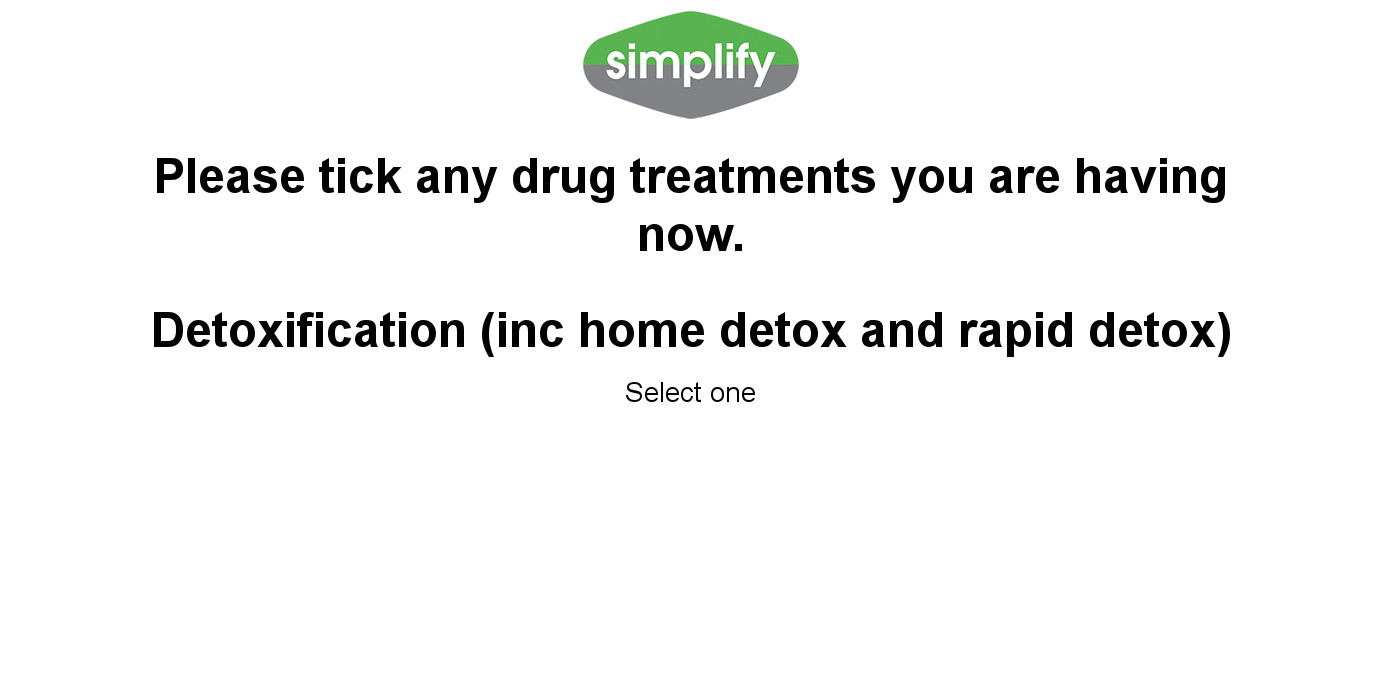 simplify
Please tick any drug treatments you are having
now.
Detoxification (inc home detox and rapid detox)
Select one